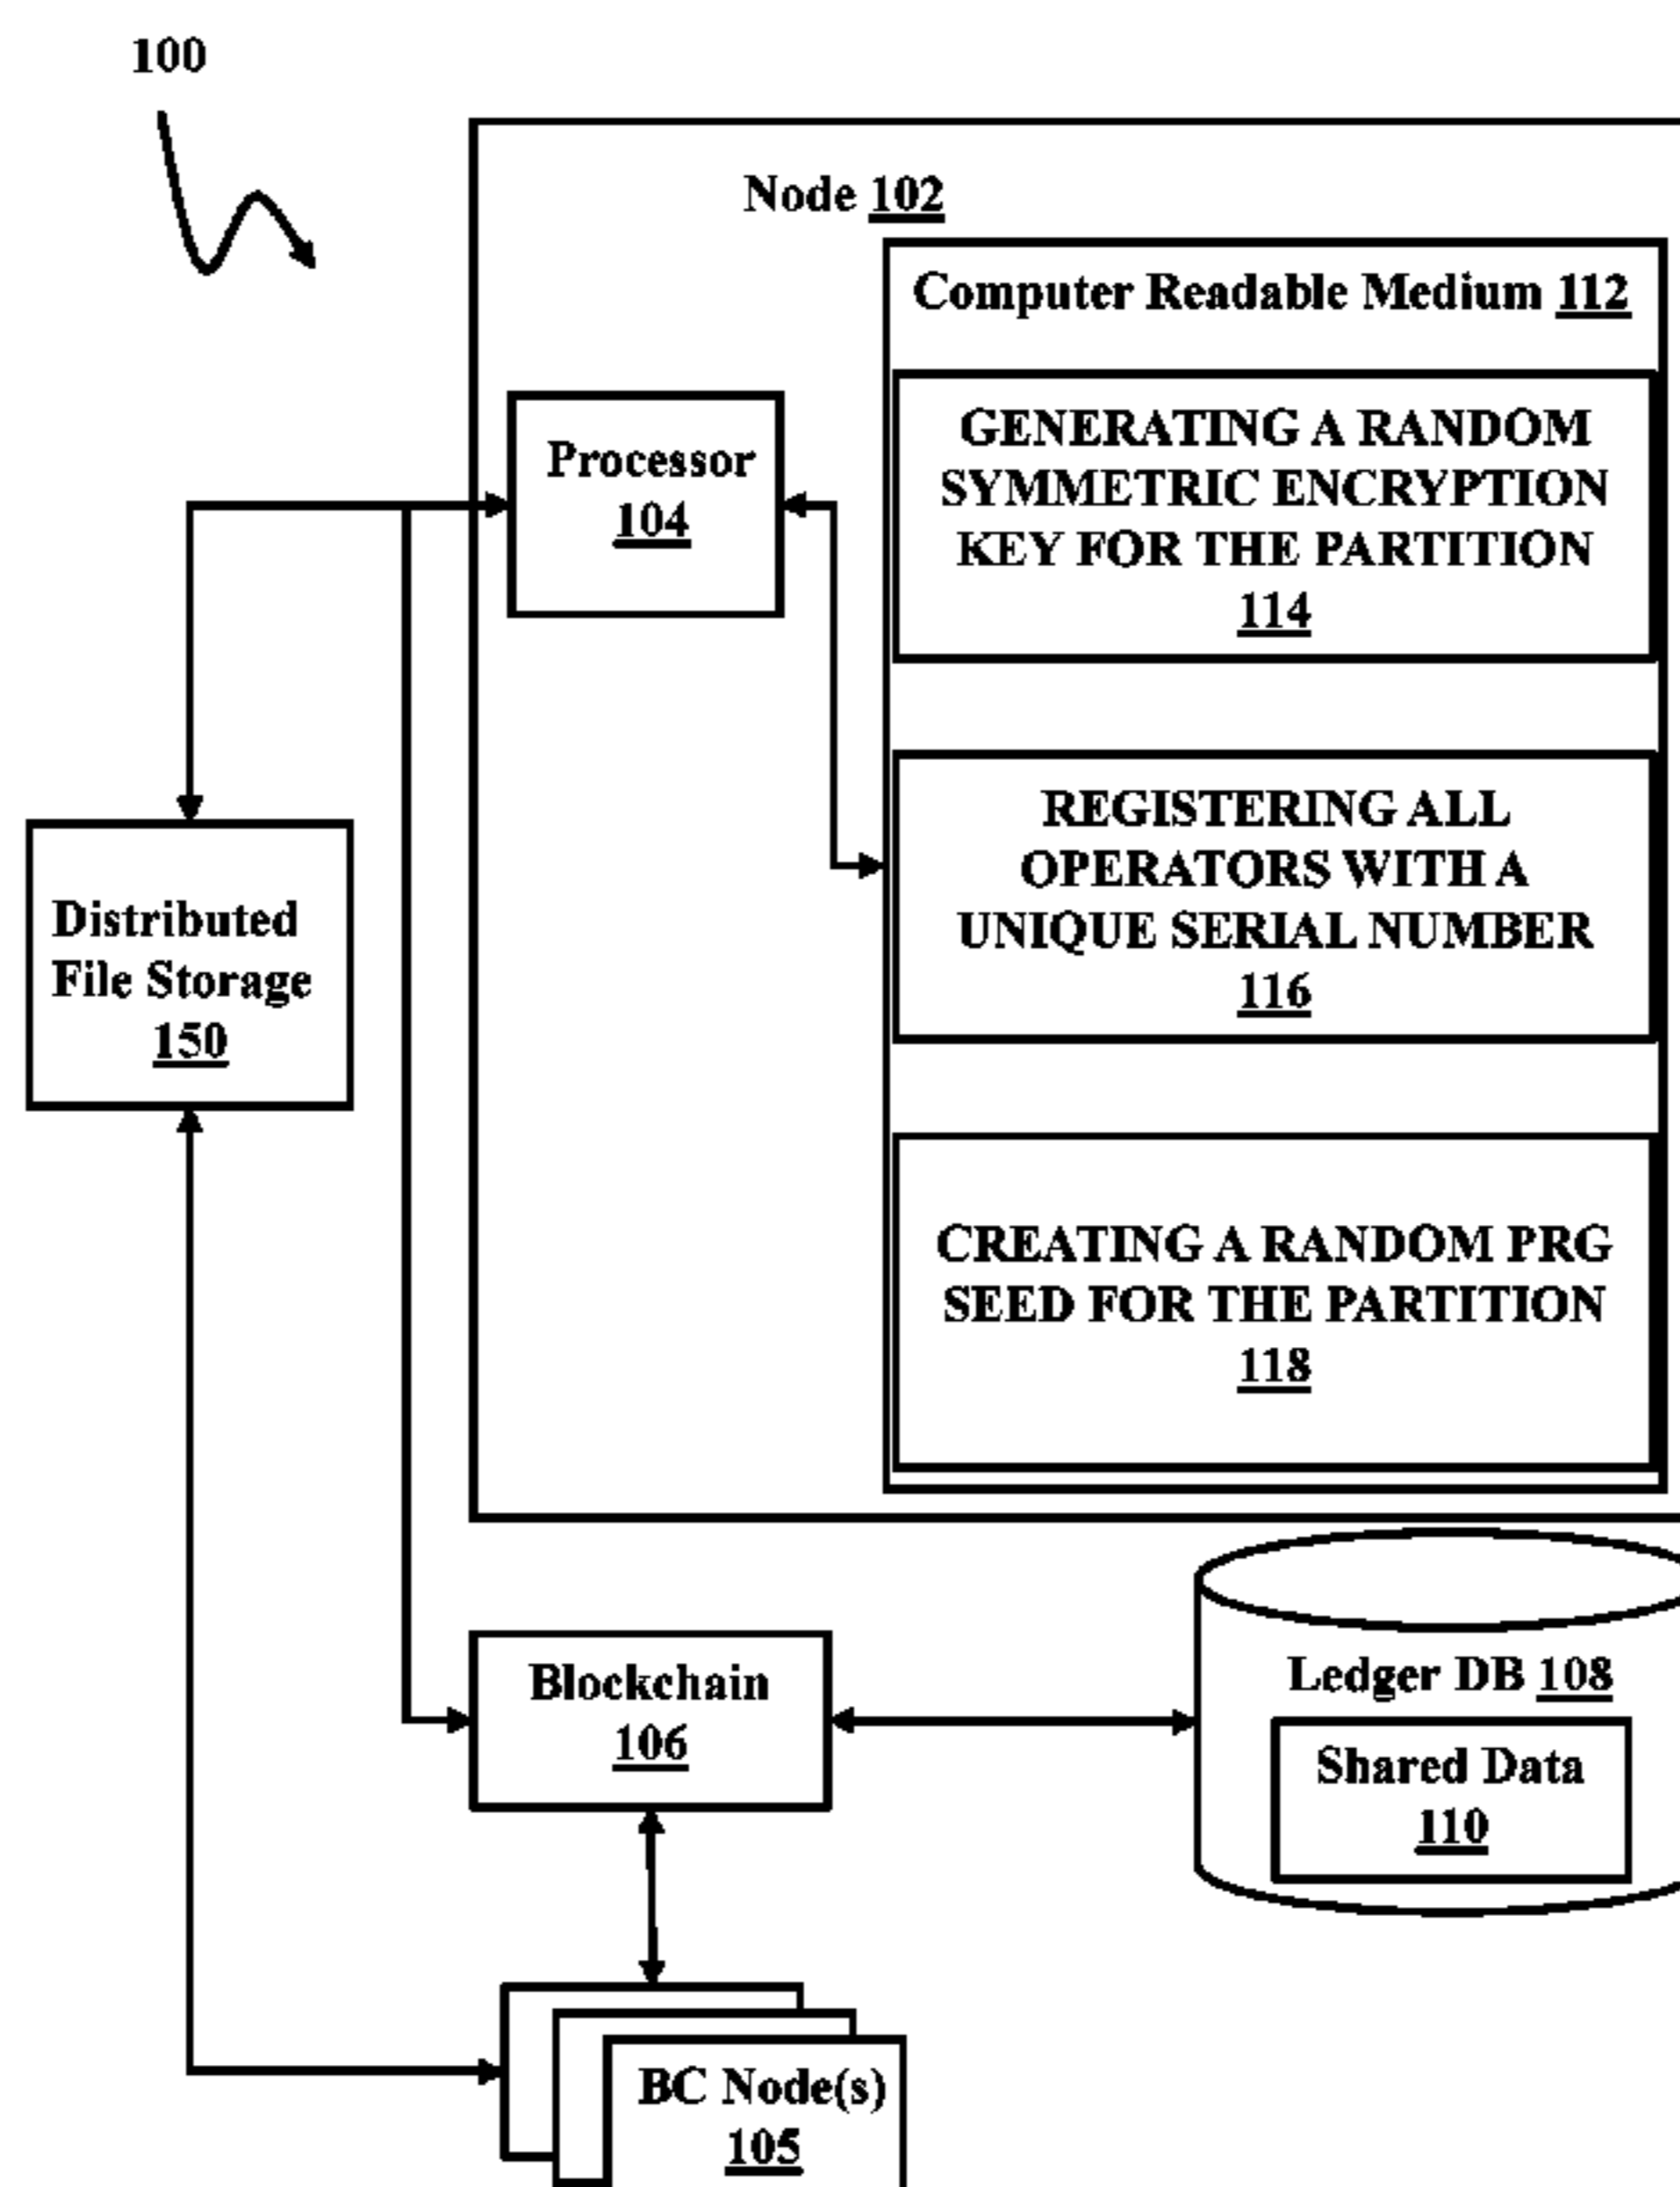 100
Node 102
Computer Readable Medium 112
GENERATING A RANDOM
SYMMETRIC ENCRYPTION
KEY FOR THE PARTITION
114
Processor
104
REGISTERING ALL
OPERATORS WITH A
UNIQUE SERIAL NUMBER
116
Distributed
File Storage
150
CREATING A RANDOM PRG
SEED FOR THE PARTITION
118
Blockchain
106
Ledger DB 108
Shared Data
110
BC Node(s)
105